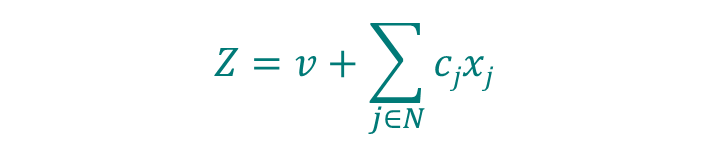 Z = v + ∑_{j∈N} c_j x_j